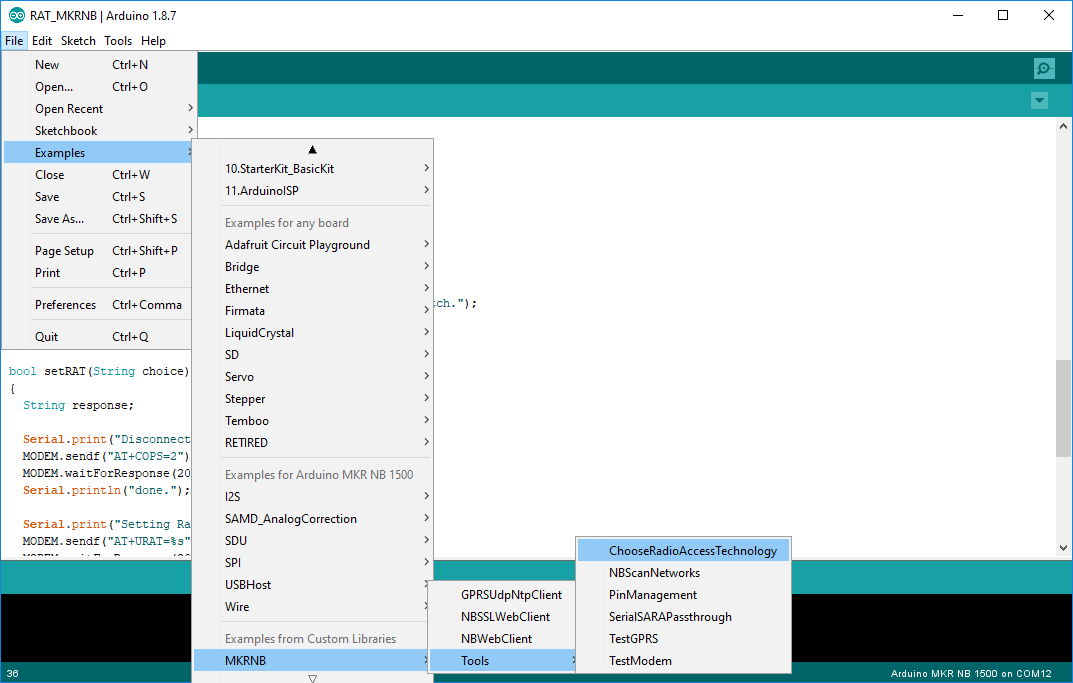 RAT_MKRNB | Arduino 1.8.7
File Edit Sketch Tools Help
New Ctrl+N
Open... Ctrl+O
Open Recent
Sketchbook
Examples
Close Ctrl+W
Save Ctrl+S
Save As... Ctrl+Shift+S
Page Setup Ctrl+Shift+P
Print Ctrl+P
Preferences Ctrl+Comma
Quit Ctrl+Q
10.StarterKit_BasicKit
11.ArduinoISP
Examples for any board
Adafruit Circuit Playground
Bridge
Ethernet
Firmata
LiquidCrystal
SD
Servo
Stepper
Temboo
RETIRED
Examples for Arduino MKR NB 1500
I2S
SAMD_AnalogCorrection
SDU
SPI
USBHost
Wire
Examples from Custom Libraries
MKRNB
GPRSUdpNtpClient
NBSSLWebClient
NBWebClient
Tools
ChooseRadioAccessTechnology
NBScanNetworks
PinManagement
SerialSARAPassthrough
TestGPRS
TestModem
ch.");
bool setRAT(String choice)
{
String response;
Serial.print("Disconnect
MODEM.sendf("AT+COPS=2")
MODEM.waitForResponse(20
Serial.println("done.");
Serial.print("Setting Ra
MODEM.sendf("AT+URAT=%s"
36
Arduino MKR NB 1500 on COM12